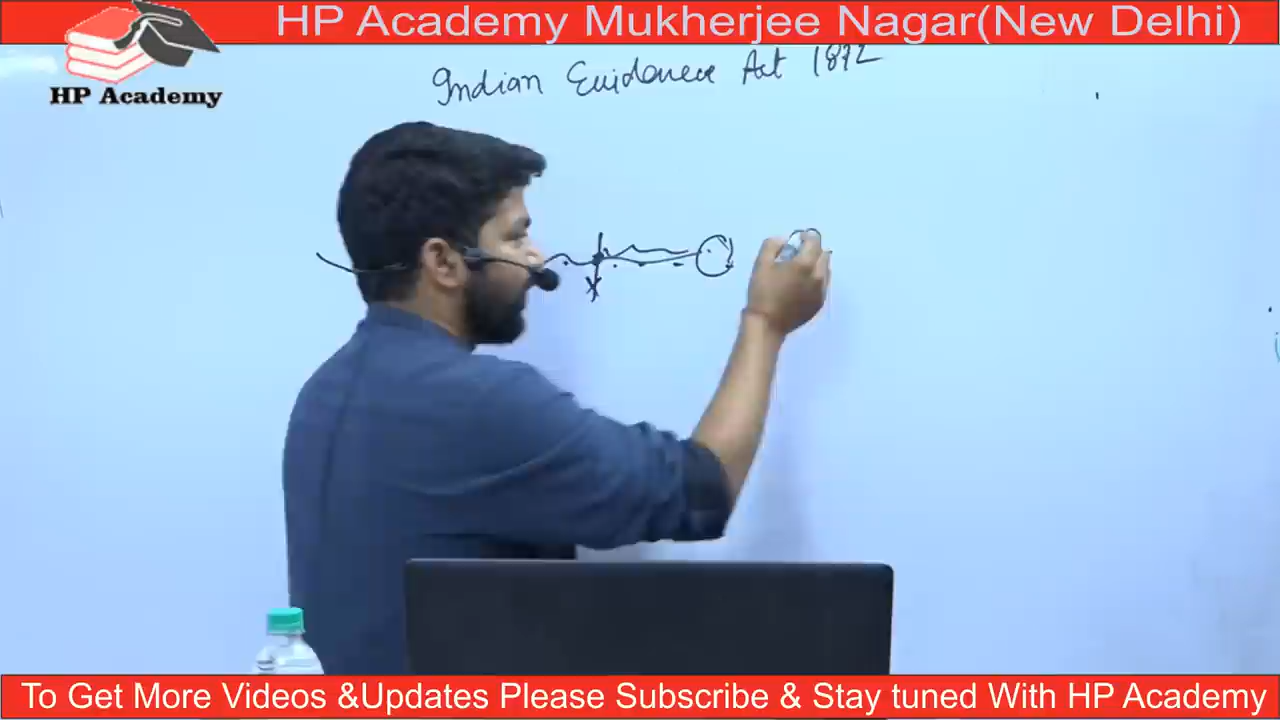 HP Academy Mukherjee Nagar(New Delhi)
HP Academy
Indian Evidence Act 1872
X
To Get More Videos &Updates Please Subscribe & Stay tuned With HP Academy